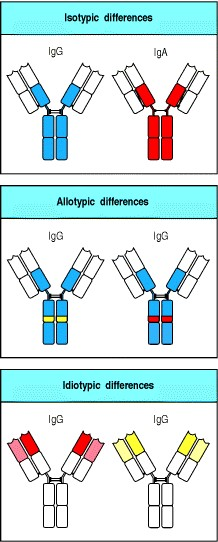 Isotypic differences
IgG IgA
Allotypic differences
IgG IgG
Idiotypic differences
IgG IgG